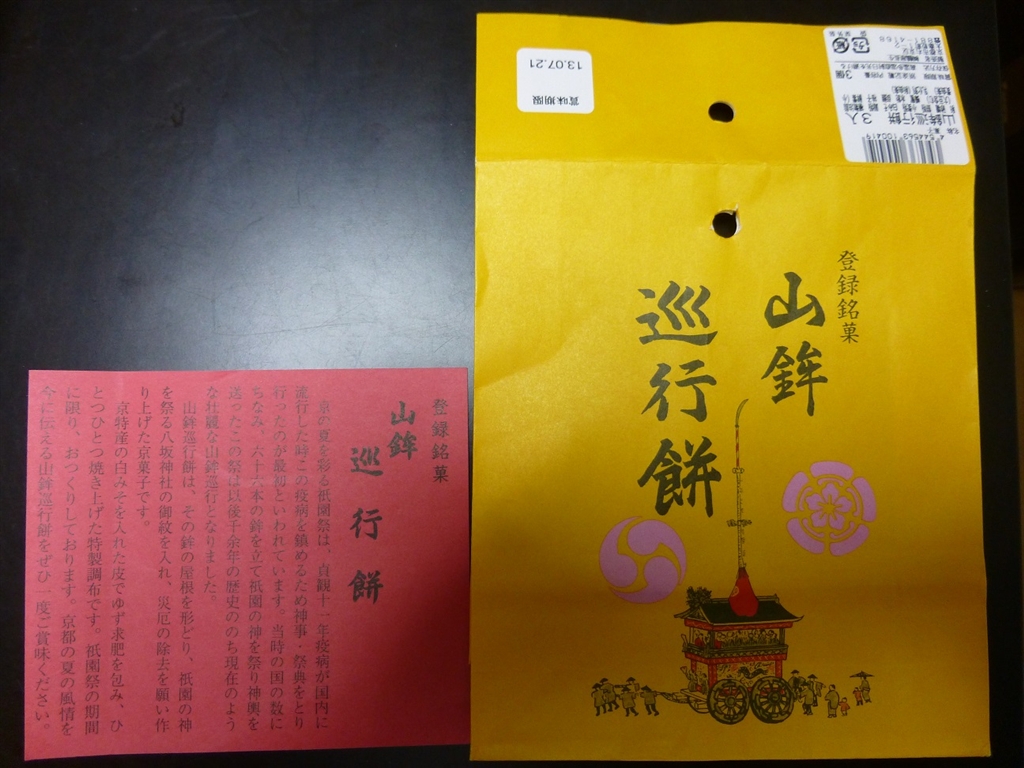 登録銘菓
山鉾
巡行餅
京の夏を彩る祇園祭は、貞観十一年疫病が国内に
流行した時この疫病を鎮めるため神事・祭典をとり
行ったのが最初といわれています。当時の国の数に
ちなみ、六十六本の鉾を立て祇園の神を祭り神輿を
送ったこの祭は以後千余年の歴史ののち現在のよう
な壮麗な山鉾巡行となりました。
山鉾巡行餅は、その鉾の屋根を形どり、祇園の神
を祭る八坂神社の御紋を入れ、災厄の除去を願い作
り上げた京菓子です。
京特産の白みそを入れた皮でゆず求肥を包み、ひ
とつひとつ焼き上げた特製調布です。祇園祭の期間
に限り、おつくりしております。京都の夏の風情を
今に伝える山鉾巡行餅をぜひ一度ご賞味ください。
賞味期限
13.07.21
山鉾巡行餅 3入
3個
4 544563 100419
登録銘菓
山鉾
巡行餅